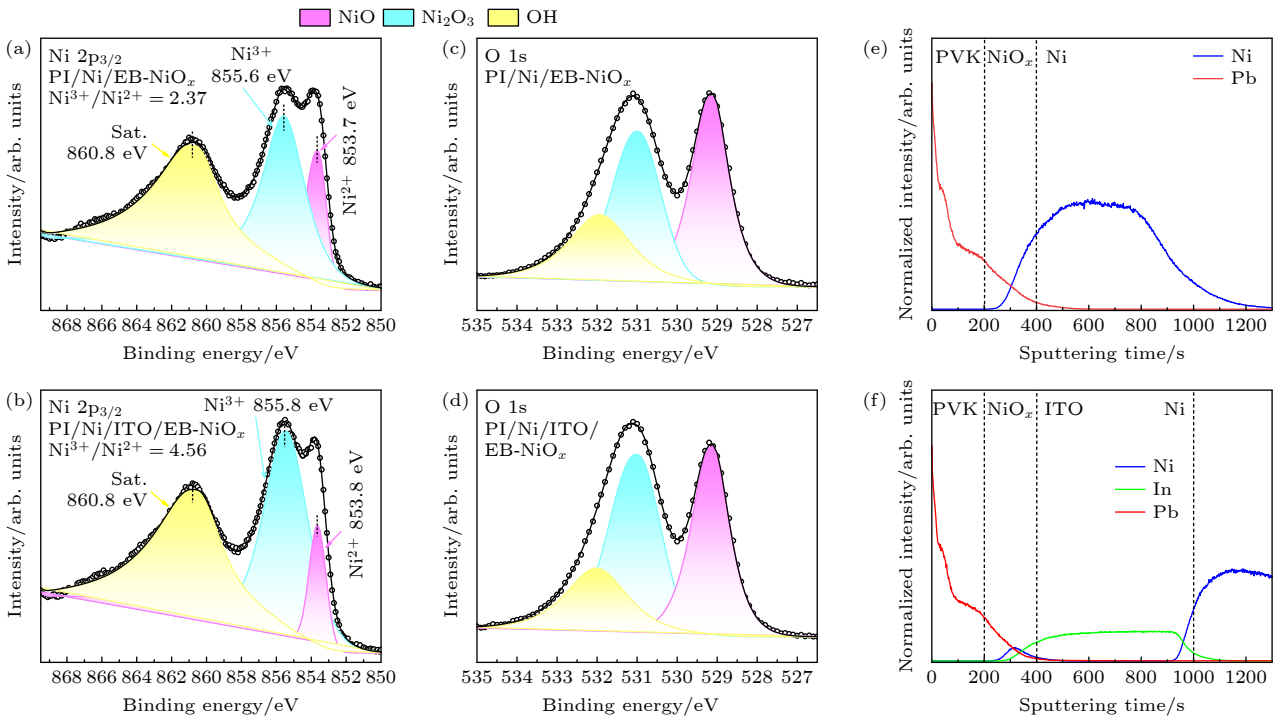 NiO Ni₂O₃ OH
(a)
Ni 2p₃/₂
PI/Ni/EB-NiOₓ
Ni³⁺/Ni²⁺ = 2.37
Ni³⁺
855.6 eV
Sat.
860.8 eV
Ni²⁺ 853.7 eV
Intensity/arb. units
868 866 864 862 860 858 856 854 852 850
Binding energy/eV
(c)
O 1s
PI/Ni/EB-NiOₓ
Intensity/arb. units
535 534 533 532 531 530 529 528 527
Binding energy/eV
(e)
PVK NiOₓ Ni
Ni
Pb
Normalized intensity/arb. units
0 200 400 600 800 1000 1200
Sputtering time/s
(b)
Ni 2p₃/₂
PI/Ni/ITO/EB-NiOₓ
Ni³⁺/Ni²⁺ = 4.56
Ni³⁺ 855.8 eV
Sat.
860.8 eV
Ni²⁺ 853.8 eV
Intensity/arb. units
868 866 864 862 860 858 856 854 852 850
Binding energy/eV
(d)
O 1s
PI/Ni/ITO/
EB-NiOₓ
Intensity/arb. units
535 534 533 532 531 530 529 528 527
Binding energy/eV
(f)
PVK NiOₓ ITO Ni
Ni
In
Pb
Normalized intensity/arb. units
0 200 400 600 800 1000 1200
Sputtering time/s